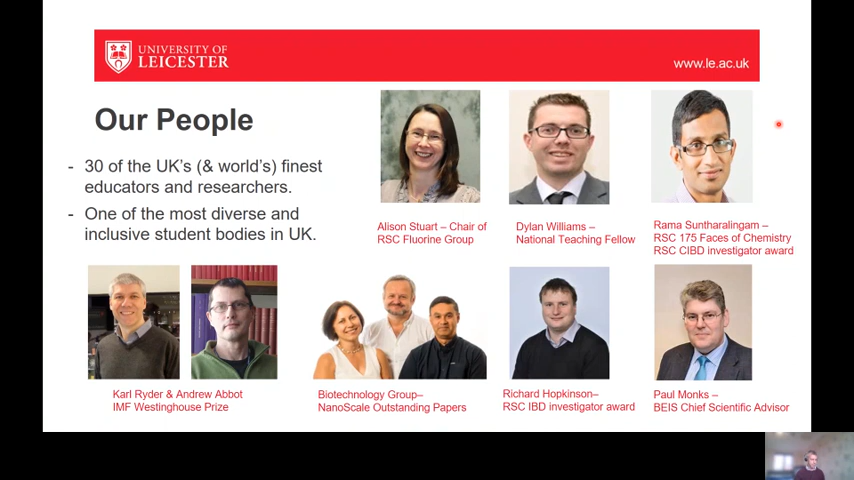 UNIVERSITY OF
LEICESTER
www.le.ac.uk
Our People
- 30 of the UK's (& world's) finest
educators and researchers.
- One of the most diverse and
inclusive student bodies in UK.
Alison Stuart – Chair of
RSC Fluorine Group
Dylan Williams –
National Teaching Fellow
Rama Suntharalingam –
RSC 175 Faces of Chemistry
RSC CIBD investigator award
Karl Ryder & Andrew Abbot
IMF Westinghouse Prize
Biotechnology Group–
NanoScale Outstanding Papers
Richard Hopkinson–
RSC IBD investigator award
Paul Monks –
BEIS Chief Scientific Advisor